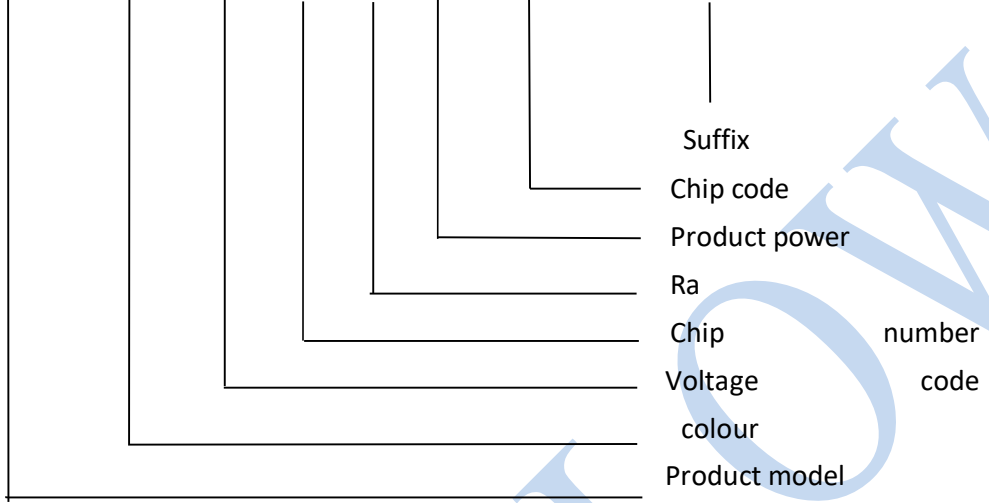 Suffix
Chip code
Product power
Ra
Chip number
Voltage code
colour
Product model